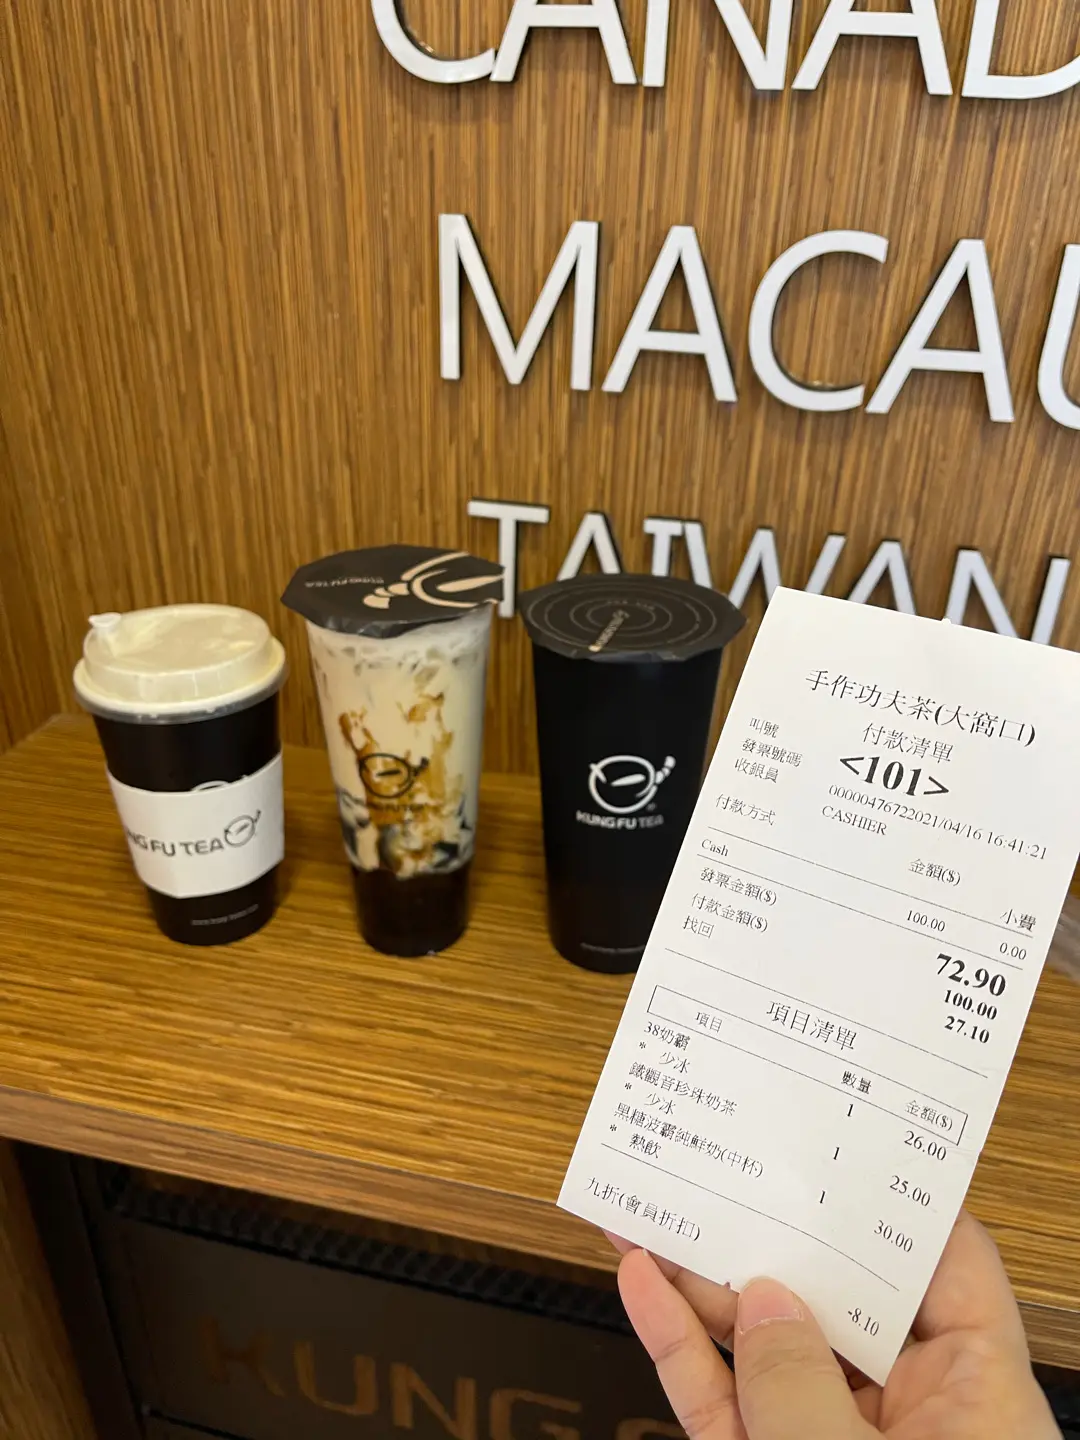 CANAD
MACAU
TAIWAN
KUNG FU TEA
NG FU TEA
KUNG FU TEA
手作功夫茶(大窩口)
付款清單
叫號 <101>
發票號碼 00000476722021/04/16 16:41:21
收銀員 CASHIER
付款方式 金額($) 小費
Cash 100.00 0.00
發票金額($) 72.90
付款金額($) 100.00
找回 27.10
項目清單
項目 數量 金額($)
38奶霸 1 26.00
* 少冰
鐵觀音珍珠奶茶 1 25.00
* 少冰
黑糖波霸純鮮奶(中杯) 1 30.00
* 熱飲
九折(會員折扣) -8.10
KUNG